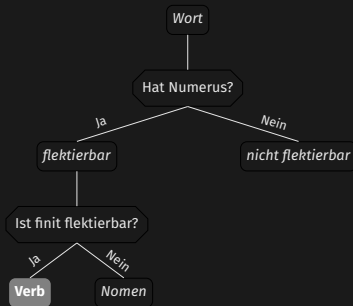 Wort
Hat Numerus?
Ja
Nein
flektierbar
nicht flektierbar
Ist finit flektierbar?
Ja
Nein
Verb
Nomen